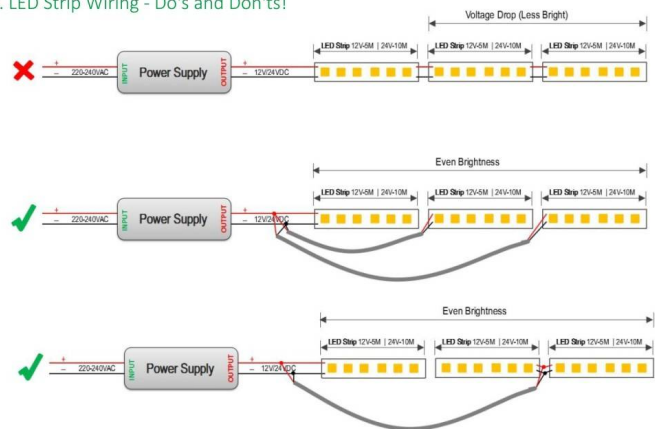 . LED Strip Wiring - Do's and Don'ts!
Voltage Drop (Less Bright)
LED Strip 12V-5M | 24V-10M
LED Strip 12V-5M | 24V-10M
LED Strip 12V-5M | 24V-10M
+
– 220-240VAC
INPUT
Power Supply
OUTPUT
+
– 12V/24VDC
Even Brightness
LED Strip 12V-5M | 24V-10M
LED Strip 12V-5M | 24V-10M
LED Strip 12V-5M | 24V-10M
+
– 220-240VAC
INPUT
Power Supply
OUTPUT
+
– 12V/24VDC
Even Brightness
LED Strip 12V-5M | 24V-10M
LED Strip 12V-5M | 24V-10M
LED Strip 12V-5M | 24V-10M
+
– 220-240VAC
INPUT
Power Supply
OUTPUT
+
– 12V/24VDC